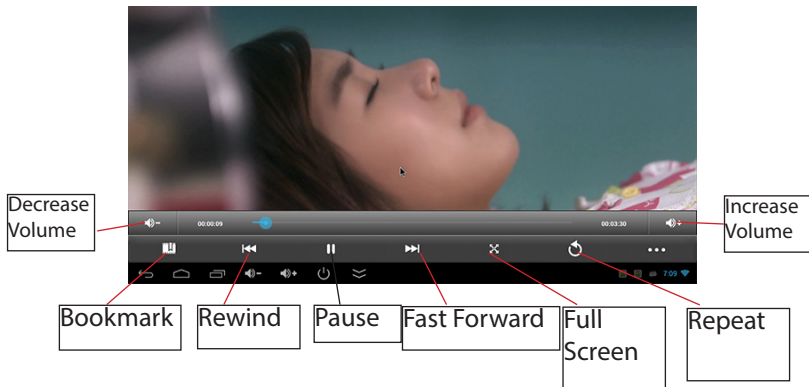 Decrease
Volume
00:00:09
00:03:30
Increase
Volume
7:09
Bookmark
Rewind
Pause
Fast Forward
Full
Screen
Repeat